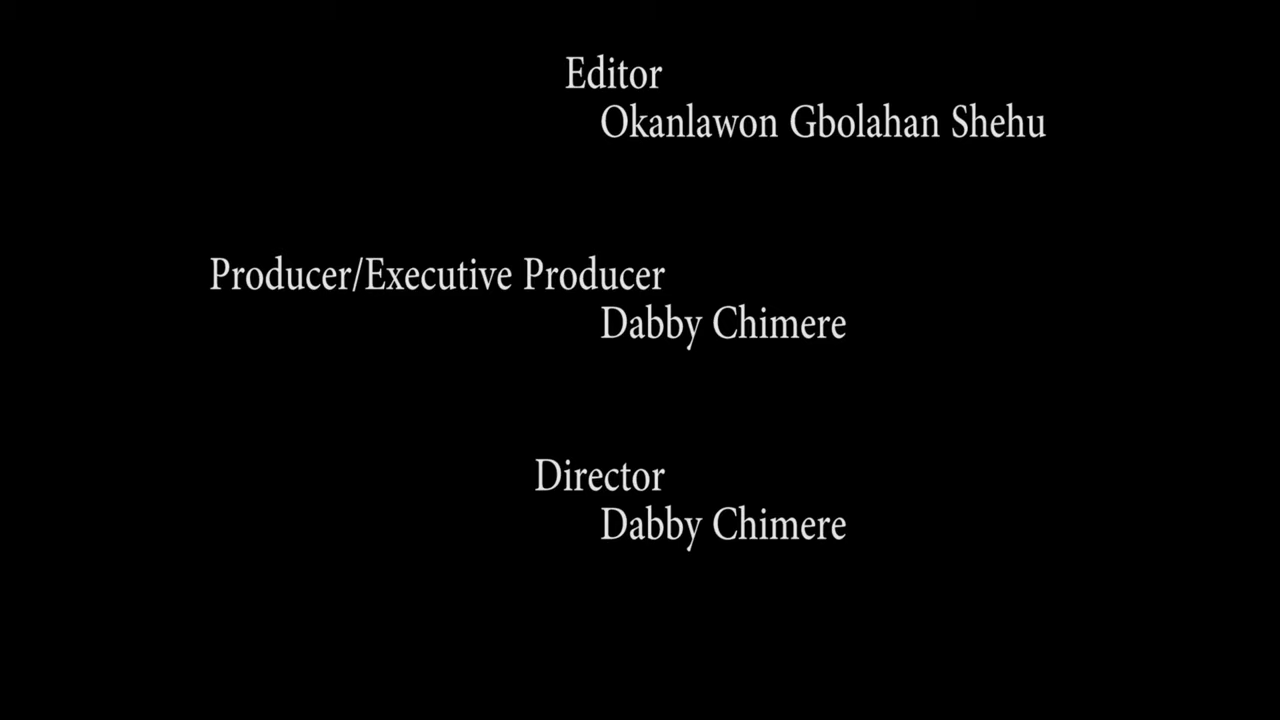 Editor
Okanlawon Gbolahan Shehu
Producer/Executive Producer
Dabby Chimere
Director
Dabby Chimere